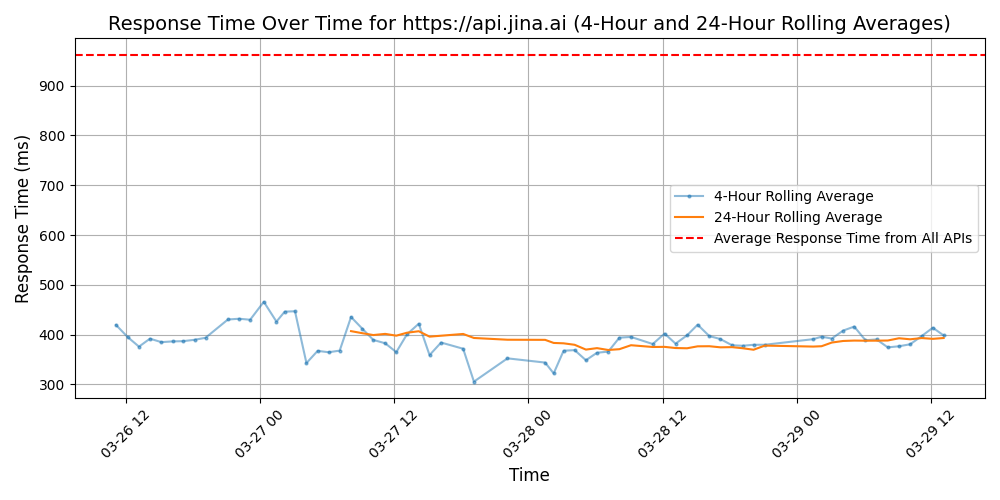 Response Time Over Time for https://api.jina.ai (4-Hour and 24-Hour Rolling Averages)
Response Time (ms)
900
800
700
600
500
400
300
4-Hour Rolling Average
24-Hour Rolling Average
Average Response Time from All APIs
03-26 12
03-27 00
03-27 12
03-28 00
03-28 12
03-29 00
03-29 12
Time